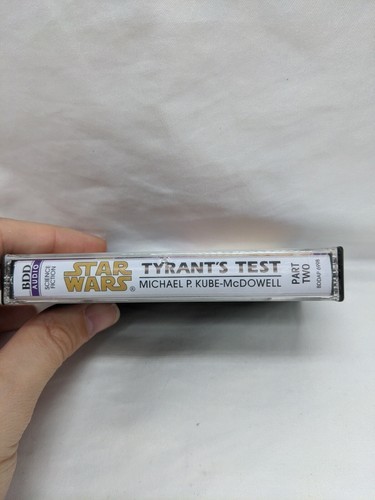 BDD
AUDIO
SCIENCE
FICTION
STAR
WARS®
TYRANT'S TEST
MICHAEL P. KUBE-McDOWELL
PART
TWO